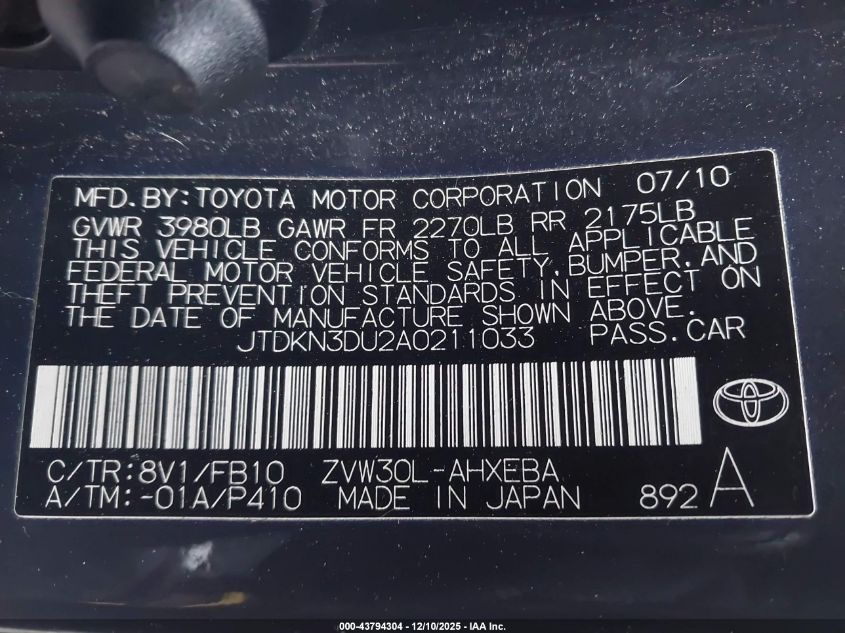 MFD.BY:TOYOTA MOTOR CORPORATION 07/10
GVWR 3980LB GAWR FR 2270LB RR 2175LB
THIS VEHICLE CONFORMS TO ALL APPLICABLE
FEDERAL MOTOR VEHICLE SAFETY,BUMPER,AND
THEFT PREVENTION STANDARDS IN EFFECT ON
THE DATE OF MANUFACTURE SHOWN ABOVE.
JTDKN3DU2A0211033 PASS.CAR
C/TR:8V1/FB10 ZVW30L-AHXEBA
A/TM:-01A/P410 MADE IN JAPAN 892 A
000-43794304 - 12/10/2025 - IAA Inc.